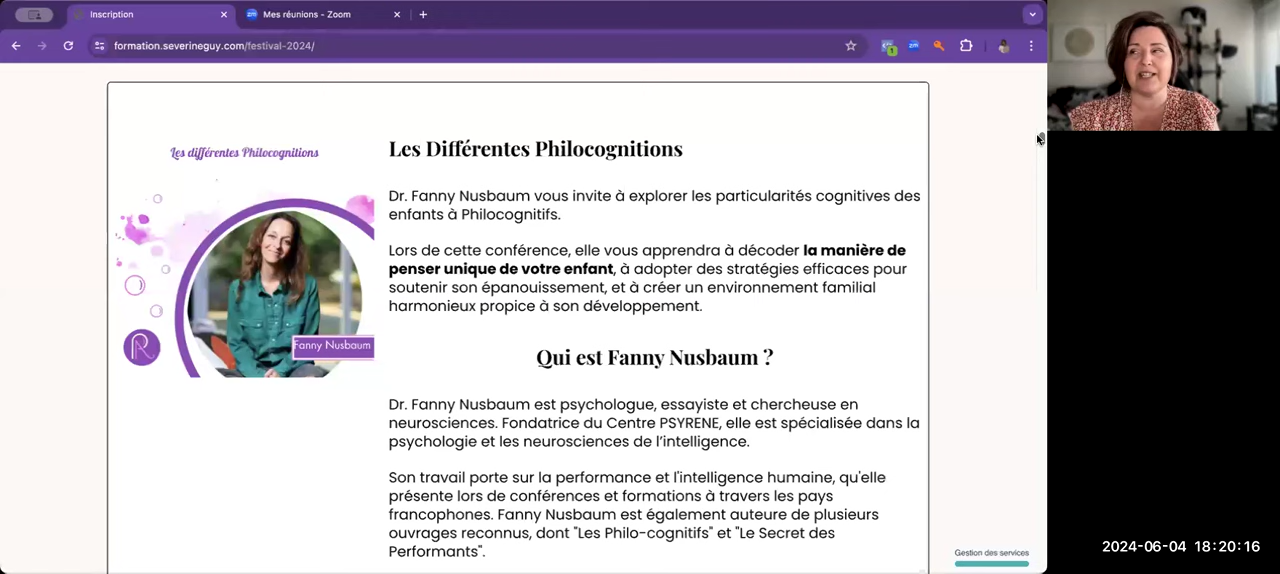 Inscription
Mes réunions - Zoom
formation.severineguy.com/festival-2024/
Les différentes Philocognitions
Fanny Nusbaum
Les Différentes Philocognitions
Dr. Fanny Nusbaum vous invite à explorer les particularités cognitives des
enfants à Philocognitifs.
Lors de cette conférence, elle vous apprendra à décoder la manière de
penser unique de votre enfant, à adopter des stratégies efficaces pour
soutenir son épanouissement, et à créer un environnement familial
harmonieux propice à son développement.
Qui est Fanny Nusbaum ?
Dr. Fanny Nusbaum est psychologue, essayiste et chercheuse en
neurosciences. Fondatrice du Centre PSYRENE, elle est spécialisée dans la
psychologie et les neurosciences de l'intelligence.
Son travail porte sur la performance et l'intelligence humaine, qu'elle
présente lors de conférences et formations à travers les pays
francophones. Fanny Nusbaum est également auteure de plusieurs
ouvrages reconnus, dont "Les Philo-cognitifs" et "Le Secret des
Performants".
Gestion des services
2024-06-04 18:20:16